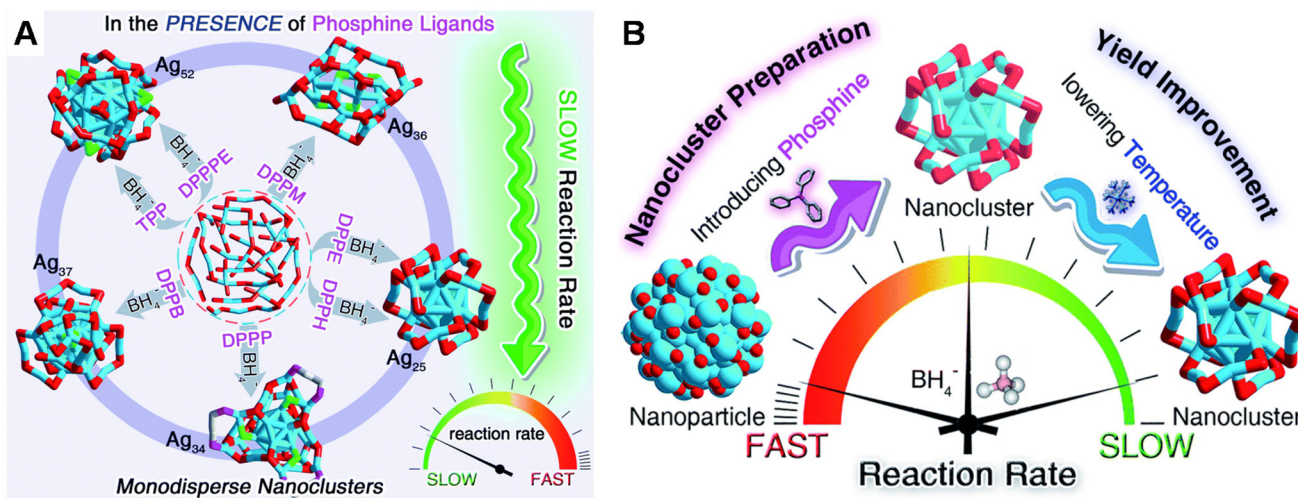 A
In the PRESENCE of Phosphine Ligands
Ag52
Ag36
BH4-
DPPPE
BH4-
TPP
BH4-
DPPM
SLOW Reaction Rate
DPPE
BH4-
DPPH
BH4-
Ag25
Ag37
BH4-
DPPB
DPPP
BH4-
Ag34
reaction rate
SLOW
FAST
Monodisperse Nanoclusters
B
Nanocluster Preparation
Introducing Phosphine
Nanocluster
Yield Improvement
lowering Temperature
Nanoparticle
BH4-
Nanocluster
FAST
SLOW
Reaction Rate